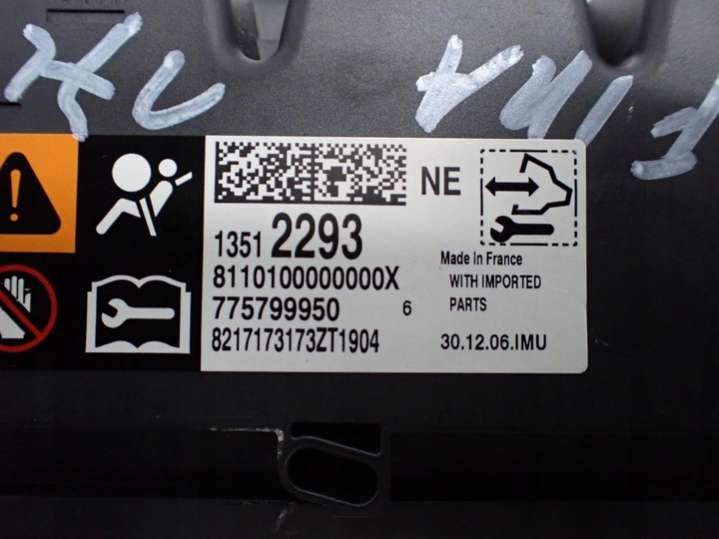 NE
1351 2293
8110100000000X
775799950 6
8217173173ZT1904
Made In France
WITH IMPORTED
PARTS
30.12.06.IMU